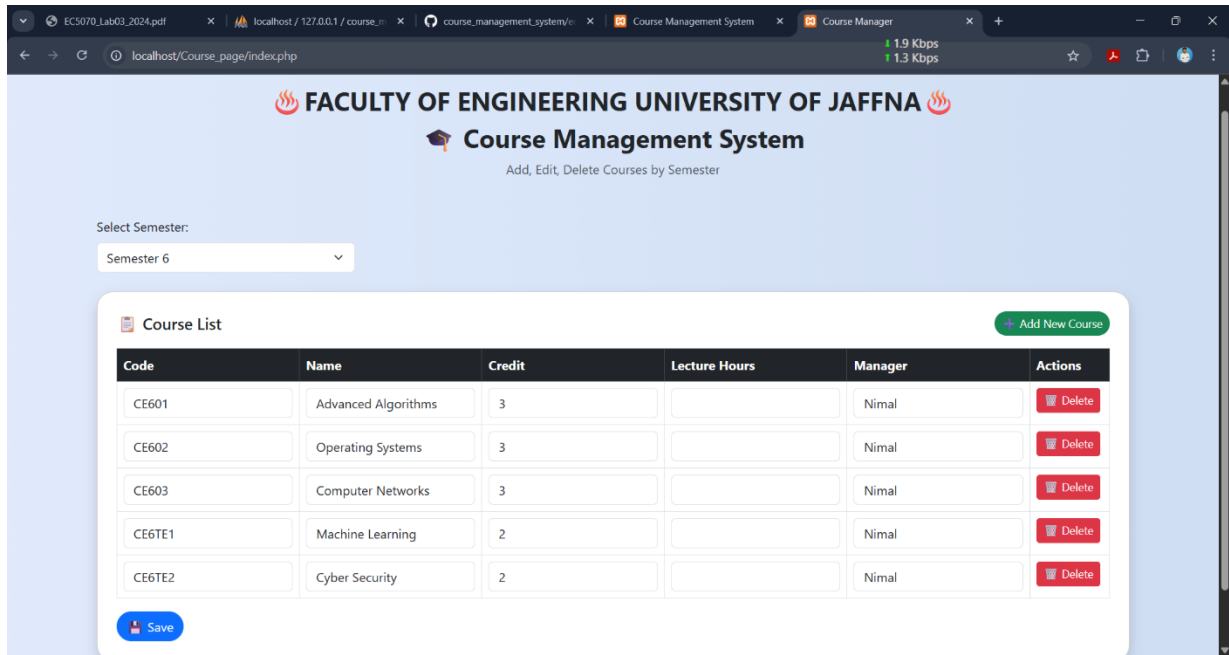 EC5070_Lab03_2024.pdf
localhost / 127.0.0.1 / course_m
course_management_system/e
Course Management System
Course Manager
localhost/Course_page/index.php
1.9 Kbps
1.3 Kbps
FACULTY OF ENGINEERING UNIVERSITY OF JAFFNA
Course Management System
Add, Edit, Delete Courses by Semester
Select Semester:
Semester 6
Course List
Add New Course
Code Name Credit Lecture Hours Manager Actions
CE601 Advanced Algorithms 3 Nimal Delete
CE602 Operating Systems 3 Nimal Delete
CE603 Computer Networks 3 Nimal Delete
CE6TE1 Machine Learning 2 Nimal Delete
CE6TE2 Cyber Security 2 Nimal Delete
Save